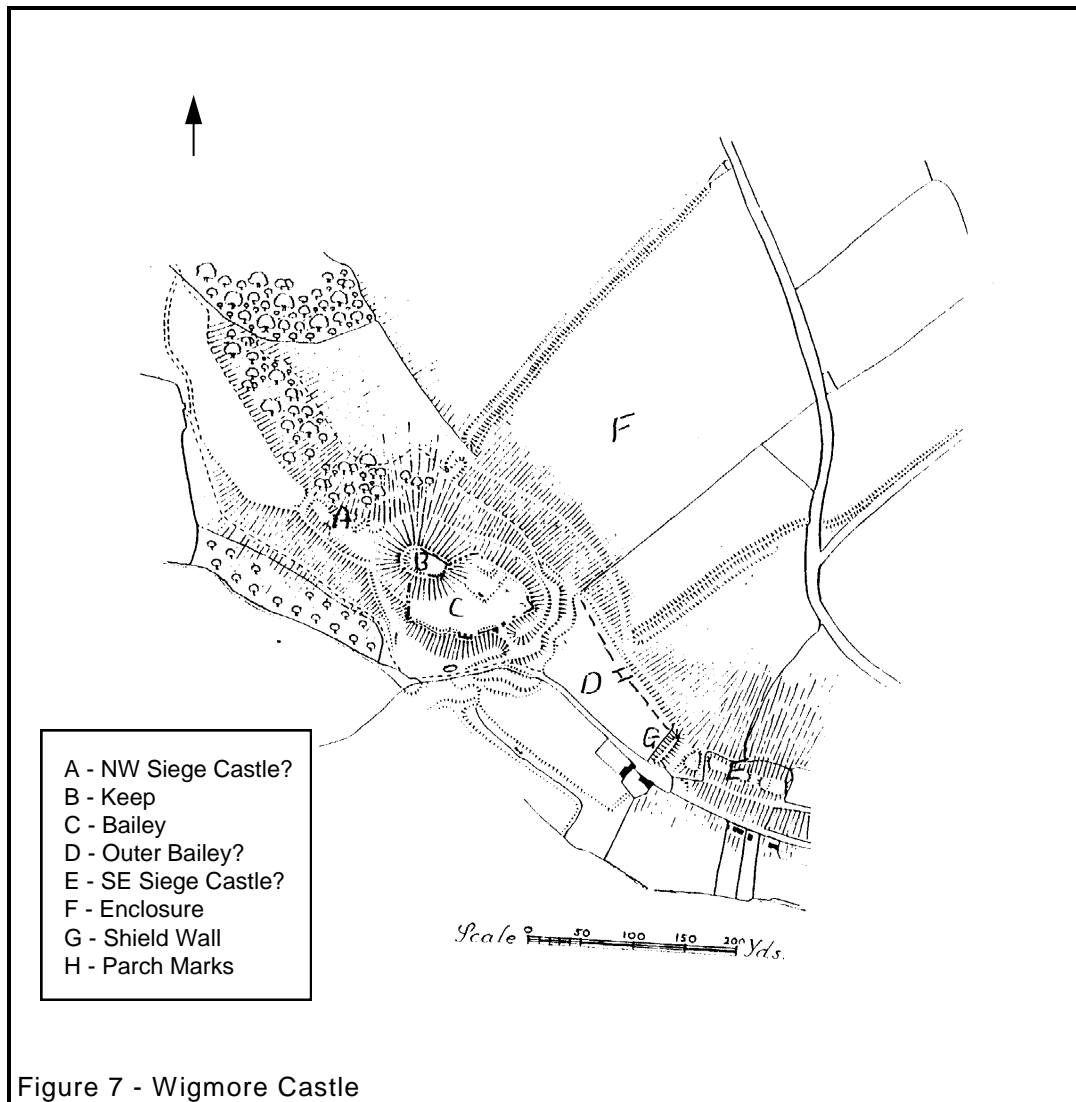 F
A
B
C
D
H
G
E
A - NW Siege Castle?
B - Keep
C - Bailey
D - Outer Bailey?
E - SE Siege Castle?
F - Enclosure
G - Shield Wall
H - Parch Marks
Scale 0 50 100 150 200 Yds.
Figure 7 - Wigmore Castle